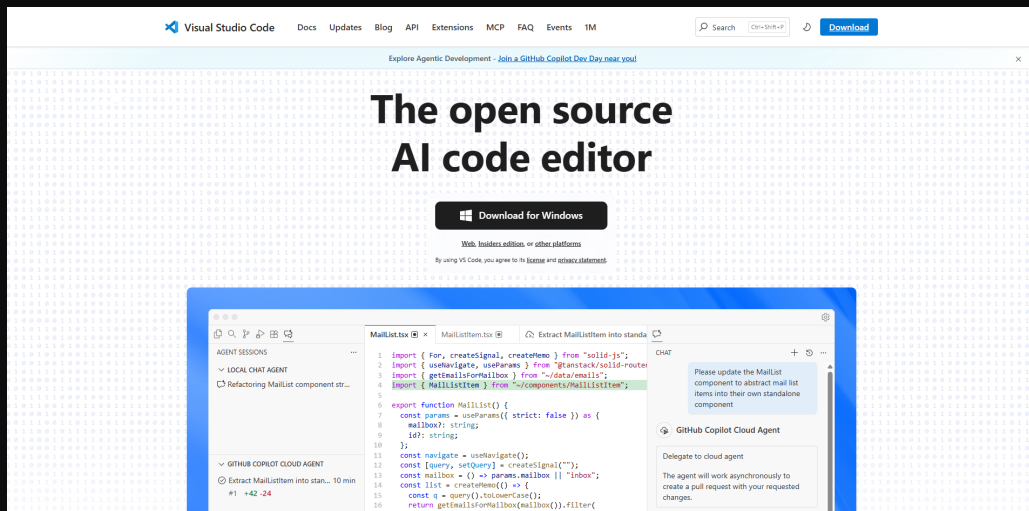 Visual Studio Code Docs Updates Blog API Extensions MCP FAQ Events 1M Search Ctrl+Shift+P Download
Explore Agentic Development - Join a GitHub Copilot Dev Day near you!
The open source
AI code editor
Download for Windows
Web, Insiders edition, or other platforms
By using VS Code, you agree to its license and privacy statement.
AGENT SESSIONS
LOCAL CHAT AGENT
Refactoring MailList component str...
GITHUB COPILOT CLOUD AGENT
Extract MailListItem into stan... 10 min
#1 +42 -24
MailList.tsx MailListItem.tsx Extract MailListItem into standa
1 import { For, createSignal, createMemo } from "solid-js";
2 import { useNavigate, useParams } from "@tanstack/solid-route
3 import { getEmailsForMailbox } from "~/data/emails";
4 import { MailListItem } from "~/components/MailListItem";
5
6 export function MailList() {
7 const params = useParams({ strict: false }) as {
8 mailbox?: string;
9 id?: string;
10 };
11 const navigate = useNavigate();
12 const [query, setQuery] = createSignal("");
13 const mailbox = () => params.mailbox || "inbox";
14 const list = createMemo(() => {
15 const q = query().toLowerCase();
16 return getEmailsForMailbox(mailbox()).filter(
CHAT
Please update the MailList
component to abstract mail list
items into their own standalone
component
GitHub Copilot Cloud Agent
Delegate to cloud agent
The agent will work asynchronously to
create a pull request with your requested
changes.